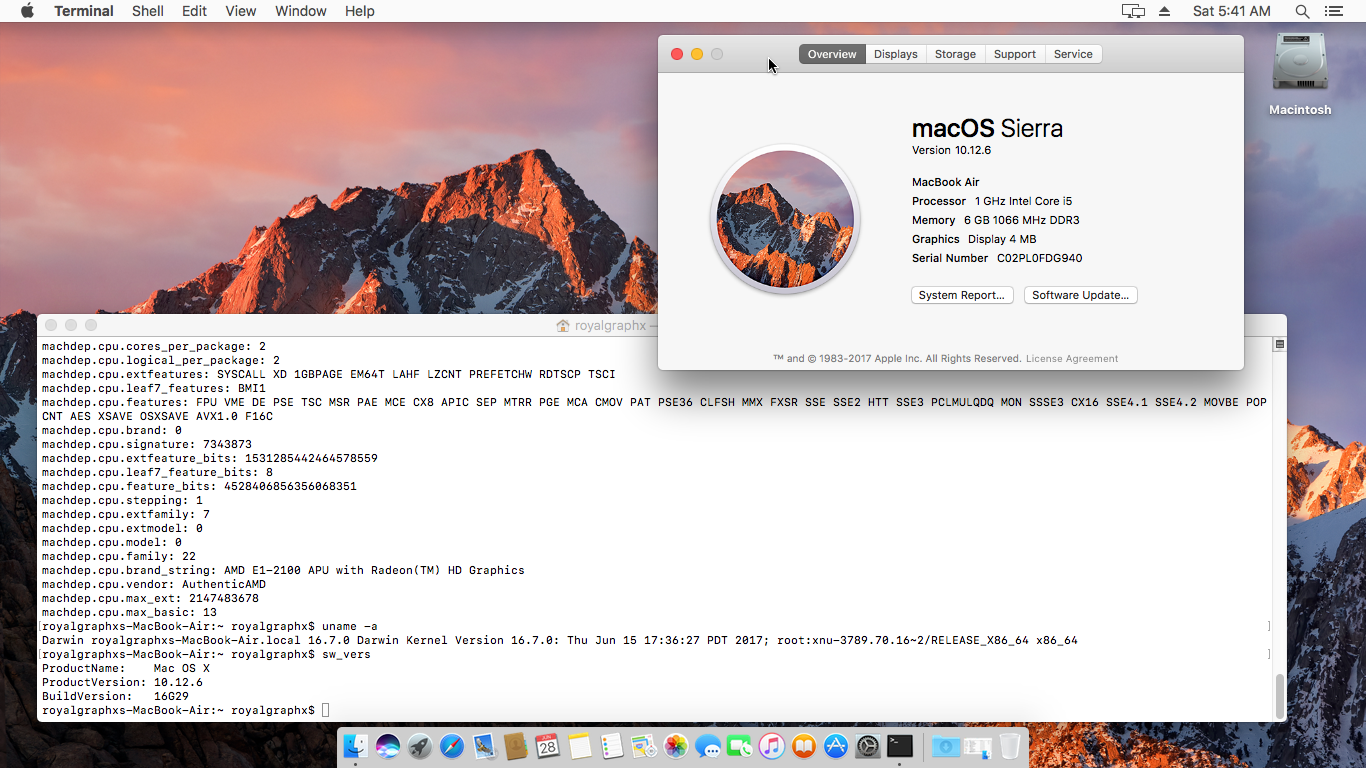 Terminal Shell Edit View Window Help Sat 5:41 AM
Overview Displays Storage Support Service
Macintosh
macOS Sierra
Version 10.12.6
MacBook Air
Processor 1 GHz Intel Core i5
Memory 6 GB 1066 MHz DDR3
Graphics Display 4 MB
Serial Number C02PL0FDG940
System Report... Software Update...
™ and © 1983-2017 Apple Inc. All Rights Reserved. License Agreement
royalgraphx —
machdep.cpu.cores_per_package: 2
machdep.cpu.logical_per_package: 2
machdep.cpu.extfeatures: SYSCALL XD 1GBPAGE EM64T LAHF LZCNT PREFETCHW RDTSCP TSCI
machdep.cpu.leaf7_features: BMI1
machdep.cpu.features: FPU VME DE PSE TSC MSR PAE MCE CX8 APIC SEP MTRR PGE MCA CMOV PAT PSE36 CLFSH MMX FXSR SSE SSE2 HTT SSE3 PCLMULQDQ MON SSSE3 CX16 SSE4.1 SSE4.2 MOVBE POP
CNT AES XSAVE OSXSAVE AVX1.0 F16C
machdep.cpu.brand: 0
machdep.cpu.signature: 7343873
machdep.cpu.extfeature_bits: 1531285442464578559
machdep.cpu.leaf7_feature_bits: 8
machdep.cpu.feature_bits: 4528406856356068351
machdep.cpu.stepping: 1
machdep.cpu.extfamily: 7
machdep.cpu.extmodel: 0
machdep.cpu.model: 0
machdep.cpu.family: 22
machdep.cpu.brand_string: AMD E1-2100 APU with Radeon(TM) HD Graphics
machdep.cpu.vendor: AuthenticAMD
machdep.cpu.max_ext: 2147483678
machdep.cpu.max_basic: 13
[royalgraphxs-MacBook-Air:~ royalgraphx$ uname -a ]
Darwin royalgraphxs-MacBook-Air.local 16.7.0 Darwin Kernel Version 16.7.0: Thu Jun 15 17:36:27 PDT 2017; root:xnu-3789.70.16~2/RELEASE_X86_64 x86_64
[royalgraphxs-MacBook-Air:~ royalgraphx$ sw_vers ]
ProductName: Mac OS X
ProductVersion: 10.12.6
BuildVersion: 16G29
royalgraphxs-MacBook-Air:~ royalgraphx$
JUN
28